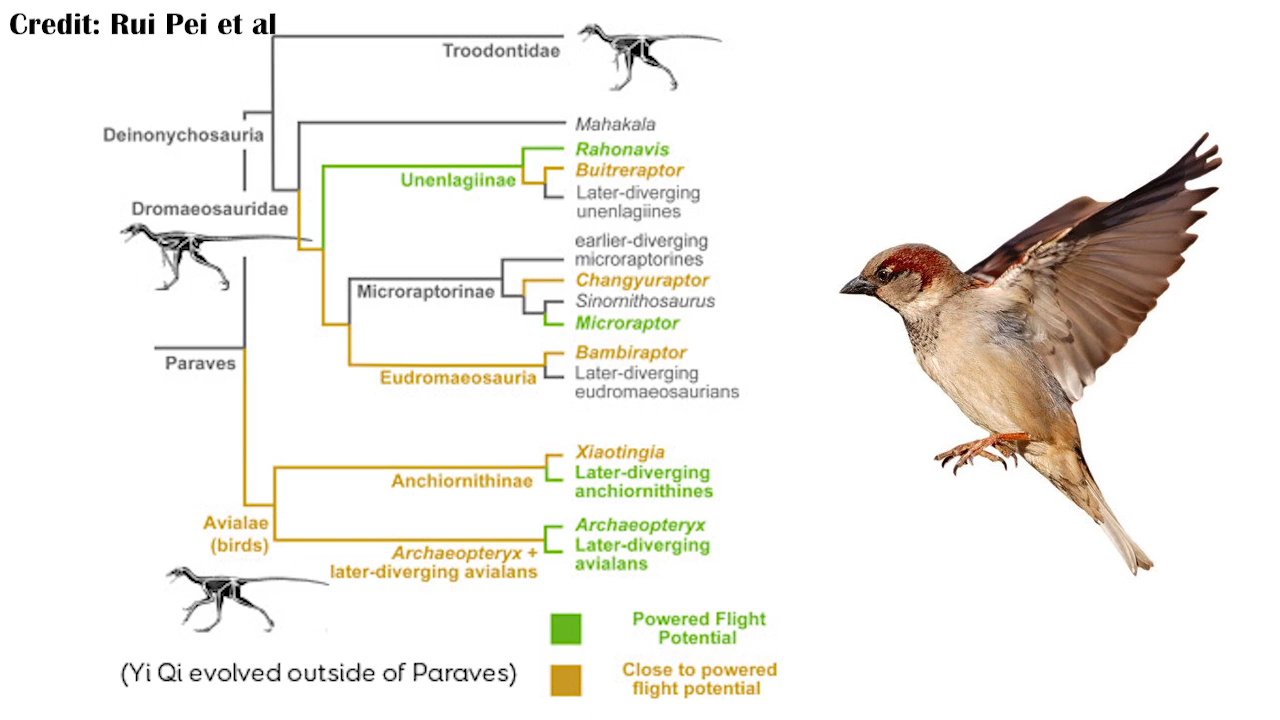 Credit: Rui Pei et al
Troodontidae
Mahakala
Deinonychosauria
Rahonavis
Buitreraptor
Unenlagiinae
Later-diverging
unenlagiines
Dromaeosauridae
earlier-diverging
microraptorines
Changyuraptor
Microraptorinae
Sinornithosaurus
Microraptor
Bambiraptor
Paraves
Later-diverging
eudromaeosaurians
Eudromaeosauria
Xiaotingia
Later-diverging
anchiornithines
Anchiornithinae
Avialae
(birds)
Archaeopteryx
Later-diverging
avialans
Archaeopteryx +
later-diverging avialans
Powered Flight
Potential
Close to powered
flight potential
(Yi Qi evolved outside of Paraves)